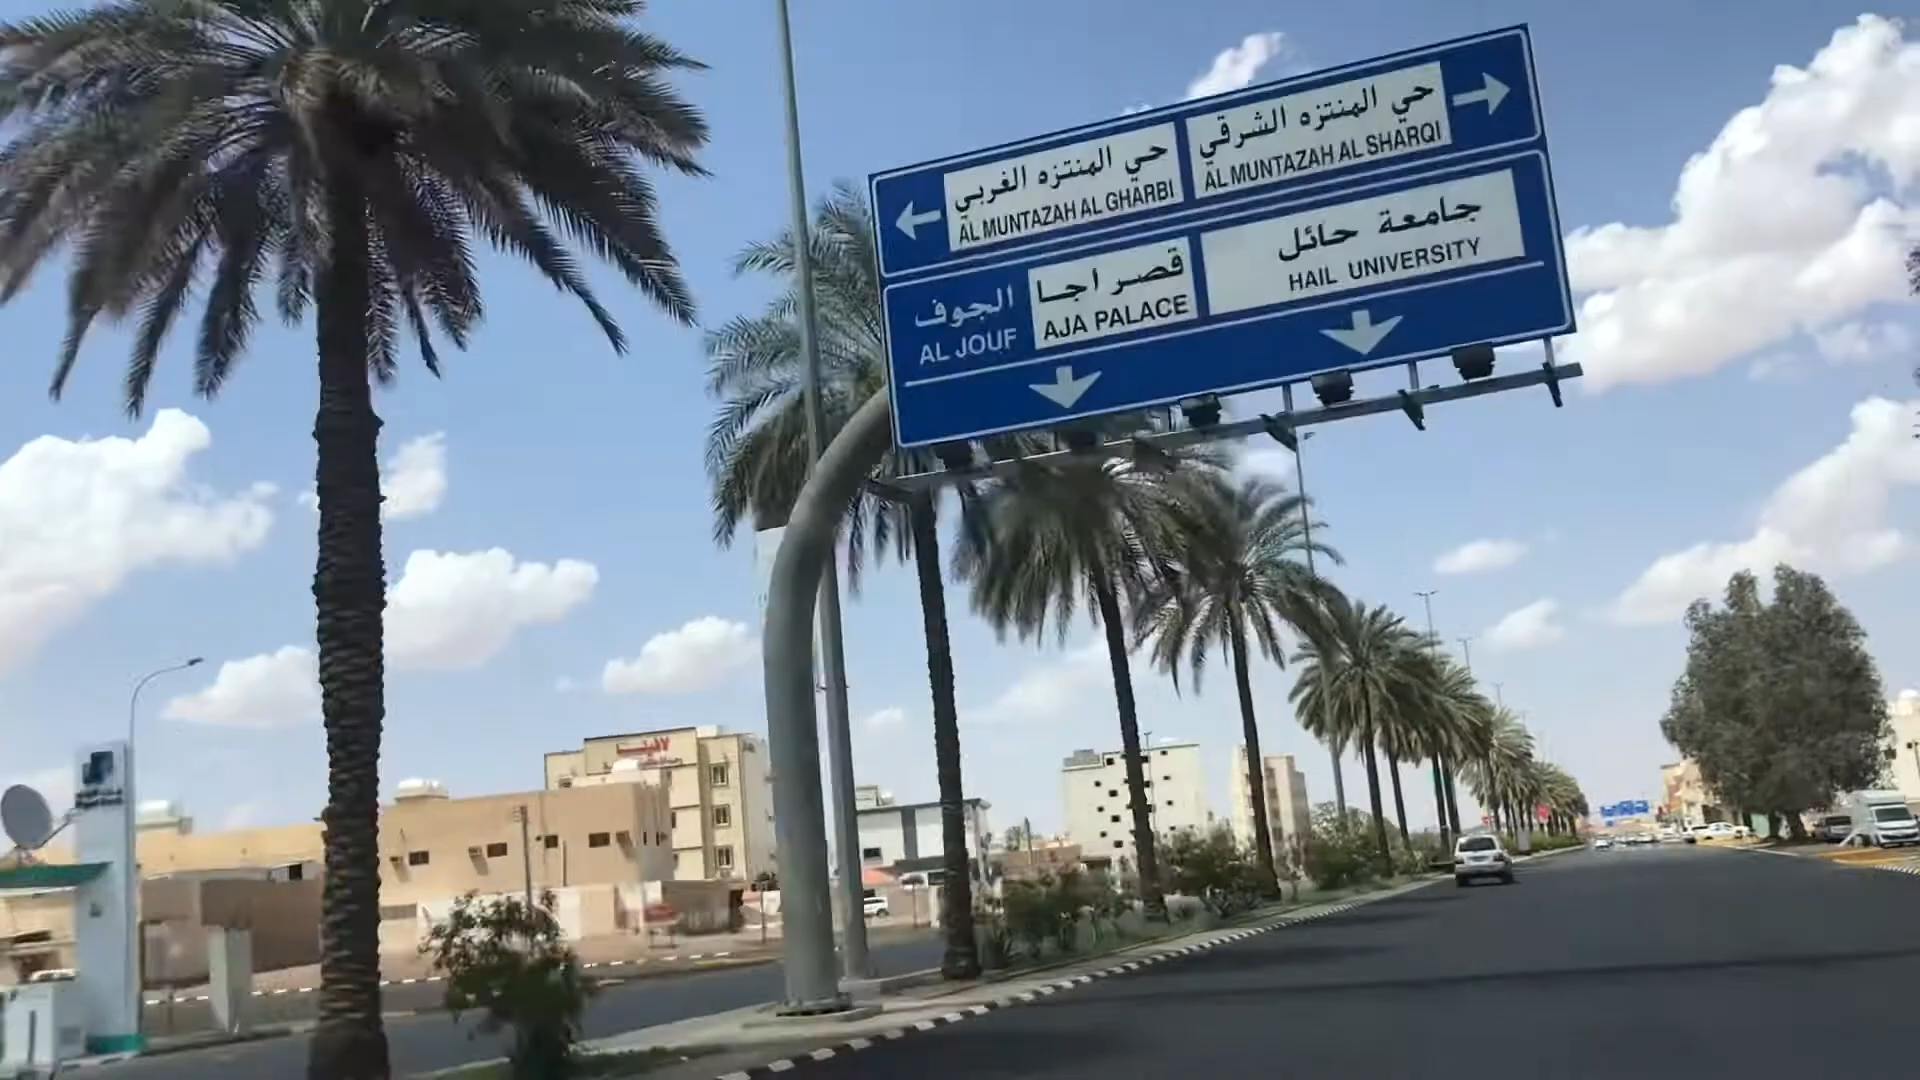 حي المنتزه الشرقي
AL MUNTAZAH AL SHARQI
حي المنتزه الغربي
AL MUNTAZAH AL GHARBI
جامعة حائل
HAIL UNIVERSITY
قصر اجا
AJA PALACE
الجوف
AL JOUF